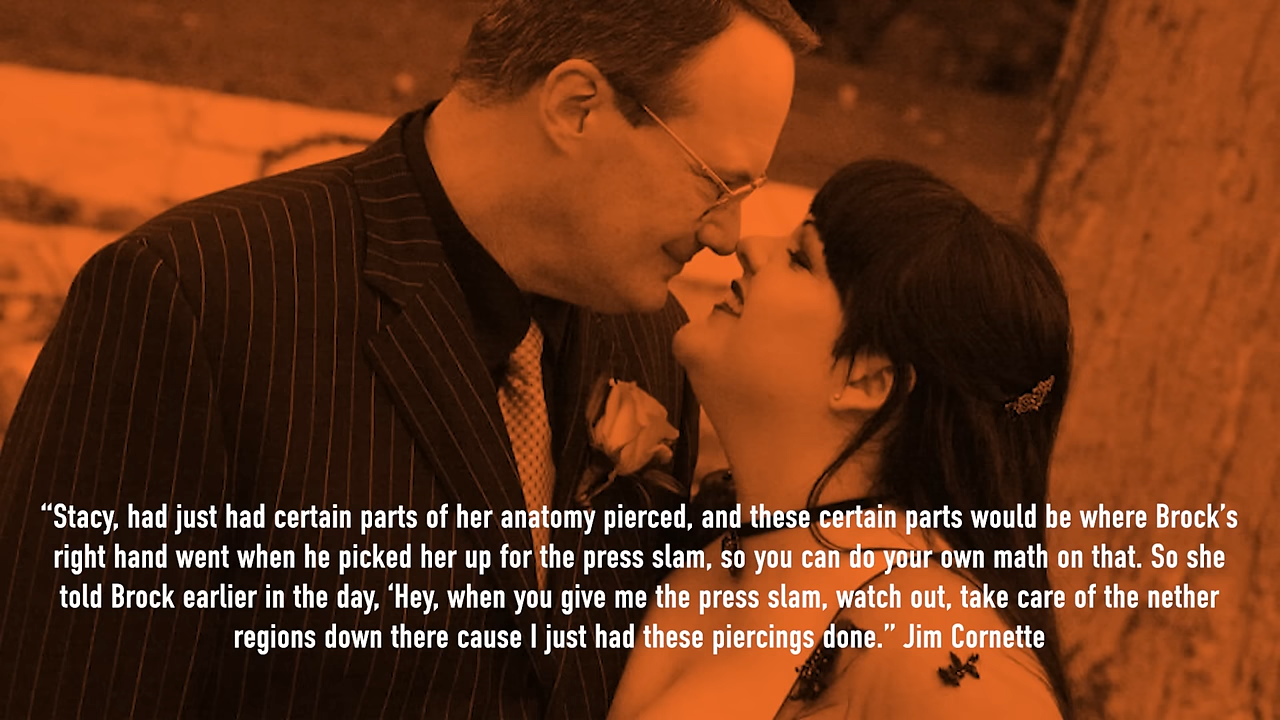 “Stacy, had just had certain parts of her anatomy pierced, and these certain parts would be where Brock’s
right hand went when he picked her up for the press slam, so you can do your own math on that. So she
told Brock earlier in the day, ‘Hey, when you give me the press slam, watch out, take care of the nether
regions down there cause I just had these piercings done.” Jim Cornette